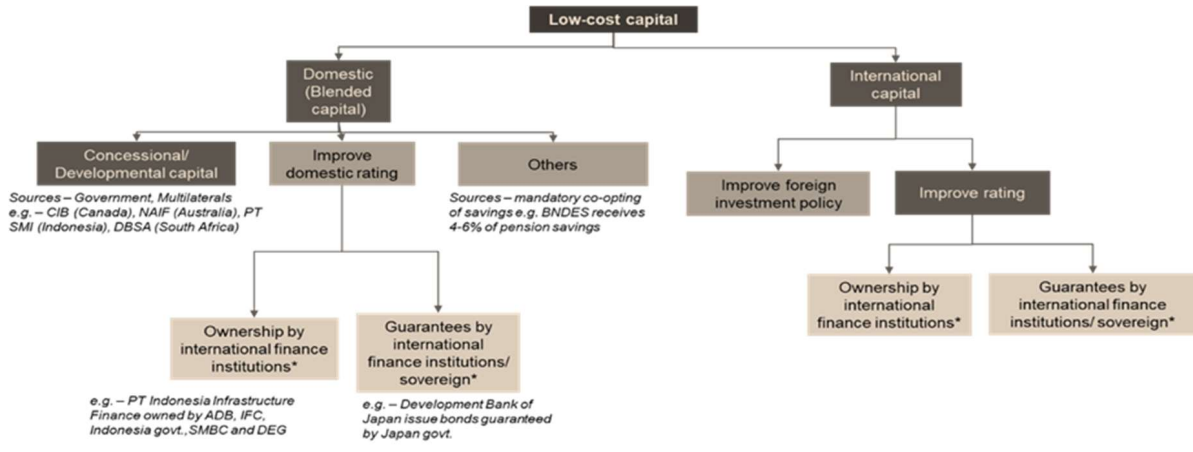 Low-cost capital
Domestic
(Blended
capital)
International
capital
Concessional/
Developmental capital
Improve
domestic rating
Others
Sources – Government, Multilaterals
e.g. – CIB (Canada), NAIF (Australia), PT
SMI (Indonesia), DBSA (South Africa)
Sources – mandatory co-opting
of savings e.g. BNDES receives
4-6% of pension savings
Improve foreign
investment policy
Improve rating
Ownership by
international finance
institutions*
Guarantees by
international finance
institutions/
sovereign*
Ownership by
international
finance institutions*
Guarantees by
international finance
institutions/ sovereign*
e.g. – PT Indonesia Infrastructure
Finance owned by ADB, IFC,
Indonesia govt.,SMBC and DEG
e.g. – Development Bank of
Japan issue bonds guaranteed
by Japan govt.